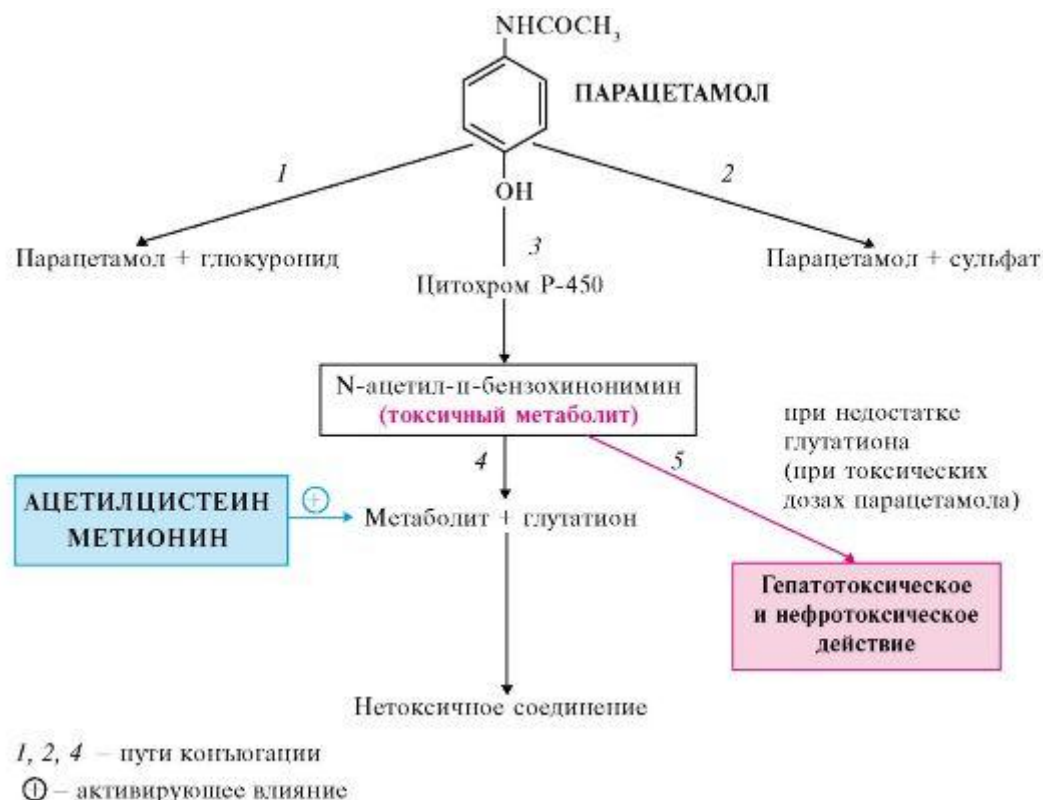 NHCOCH₃
ПАРАЦЕТАМОЛ
1
2
OH
3
Парацетамол + глюкуронид
Парацетамол + сульфат
Цитохром Р-450
N-ацетил-п-бензохинонимин
(токсичный метаболит)
при недостатке
глутатиона
(при токсических
дозах парацетамола)
4
5
АЦЕТИЛЦИСТЕИН
МЕТИОНИН
+
Метаболит + глутатион
Гепатотоксическое
и нефротоксическое
действие
Нетоксичное соединение
1, 2, 4 – пути конъюгации
– активирующее влияние